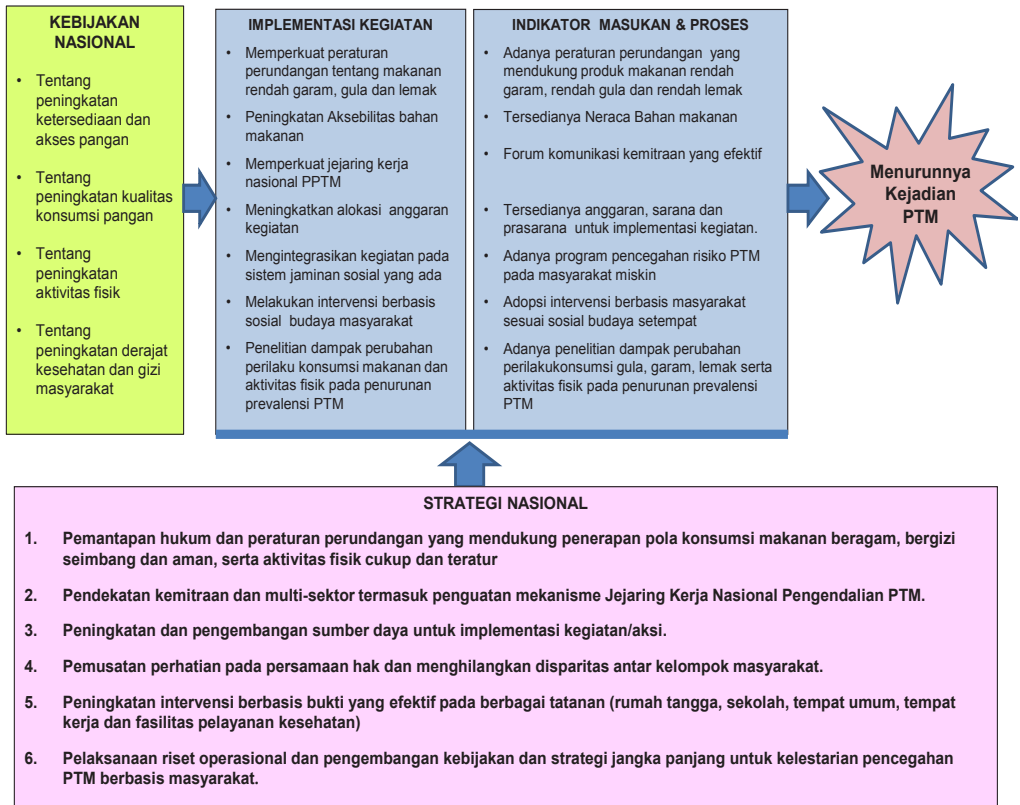 KEBIJAKAN
NASIONAL
• Tentang
peningkatan
ketersediaan dan
akses pangan
• Tentang
peningkatan kualitas
konsumsi pangan
• Tentang
peningkatan
aktivitas fisik
• Tentang
peningkatan derajat
kesehatan dan gizi
masyarakat
IMPLEMENTASI KEGIATAN
• Memperkuat peraturan
perundangan tentang makanan
rendah garam, gula dan lemak
• Peningkatan Aksebilitas bahan
makanan
• Memperkuat jejaring kerja
nasional PPTM
• Meningkatkan alokasi anggaran
kegiatan
• Mengintegrasikan kegiatan pada
sistem jaminan sosial yang ada
• Melakukan intervensi berbasis
sosial budaya masyarakat
• Penelitian dampak perubahan
perilaku konsumsi makanan dan
aktivitas fisik pada penurunan
prevalensi PTM
INDIKATOR MASUKAN & PROSES
• Adanya peraturan perundangan yang
mendukung produk makanan rendah
garam, rendah gula dan rendah lemak
• Tersedianya Neraca Bahan makanan
• Forum komunikasi kemitraan yang efektif
• Tersedianya anggaran, sarana dan
prasarana untuk implementasi kegiatan.
• Adanya program pencegahan risiko PTM
pada masyarakat miskin
• Adopsi intervensi berbasis masyarakat
sesuai sosial budaya setempat
• Adanya penelitian dampak perubahan
perilakukonsumsi gula, garam, lemak serta
aktivitas fisik pada penurunan prevalensi
PTM
Menurunnya
Kejadian
PTM
STRATEGI NASIONAL
1. Pemantapan hukum dan peraturan perundangan yang mendukung penerapan pola konsumsi makanan beragam, bergizi
seimbang dan aman, serta aktivitas fisik cukup dan teratur
2. Pendekatan kemitraan dan multi-sektor termasuk penguatan mekanisme Jejaring Kerja Nasional Pengendalian PTM.
3. Peningkatan dan pengembangan sumber daya untuk implementasi kegiatan/aksi.
4. Pemusatan perhatian pada persamaan hak dan menghilangkan disparitas antar kelompok masyarakat.
5. Peningkatan intervensi berbasis bukti yang efektif pada berbagai tatanan (rumah tangga, sekolah, tempat umum, tempat
kerja dan fasilitas pelayanan kesehatan)
6. Pelaksanaan riset operasional dan pengembangan kebijakan dan strategi jangka panjang untuk kelestarian pencegahan
PTM berbasis masyarakat.